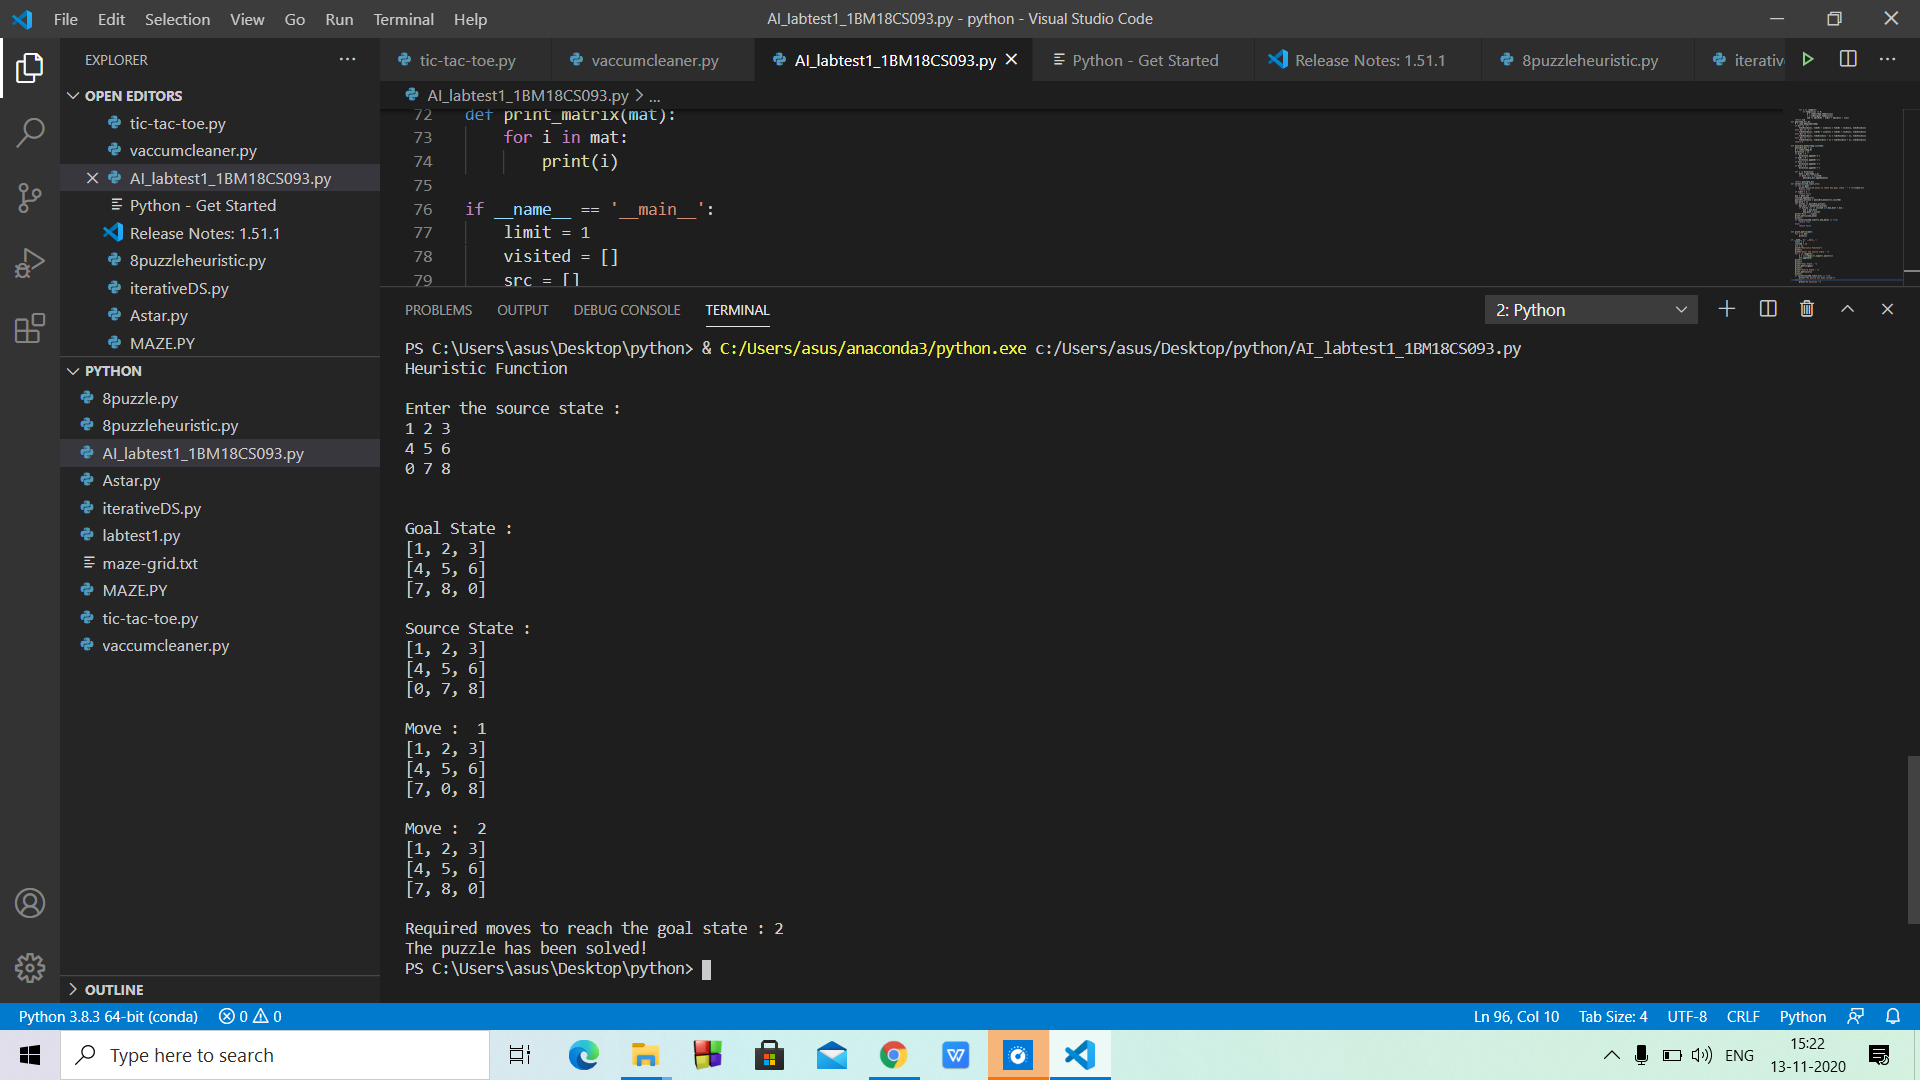 File Edit Selection View Go Run Terminal Help
AI_labtest1_1BM18CS093.py - python - Visual Studio Code
EXPLORER
OPEN EDITORS
tic-tac-toe.py
vaccumcleaner.py
AI_labtest1_1BM18CS093.py
Python - Get Started
Release Notes: 1.51.1
8puzzleheuristic.py
iterativeDS.py
Astar.py
MAZE.PY
PYTHON
8puzzle.py
8puzzleheuristic.py
AI_labtest1_1BM18CS093.py
Astar.py
iterativeDS.py
labtest1.py
maze-grid.txt
MAZE.PY
tic-tac-toe.py
vaccumcleaner.py
OUTLINE
tic-tac-toe.py vaccumcleaner.py AI_labtest1_1BM18CS093.py Python - Get Started Release Notes: 1.51.1 8puzzleheuristic.py iterativ
AI_labtest1_1BM18CS093.py > ...
72 def print_matrix(mat):
73 for i in mat:
74 print(i)
75
76 if __name__ == '__main__':
77 limit = 1
78 visited = []
79 src = []
PROBLEMS OUTPUT DEBUG CONSOLE TERMINAL
2: Python
PS C:\Users\asus\Desktop\python> & C:/Users/asus/anaconda3/python.exe c:/Users/asus/Desktop/python/AI_labtest1_1BM18CS093.py
Heuristic Function
Enter the source state :
1 2 3
4 5 6
0 7 8
Goal State :
[1, 2, 3]
[4, 5, 6]
[7, 8, 0]
Source State :
[1, 2, 3]
[4, 5, 6]
[0, 7, 8]
Move :  1
[1, 2, 3]
[4, 5, 6]
[7, 0, 8]
Move :  2
[1, 2, 3]
[4, 5, 6]
[7, 8, 0]
Required moves to reach the goal state : 2
The puzzle has been solved!
PS C:\Users\asus\Desktop\python>
Python 3.8.3 64-bit (conda) 0 0
Ln 96, Col 10 Tab Size: 4 UTF-8 CRLF Python
Type here to search
ENG
15:22
13-11-2020